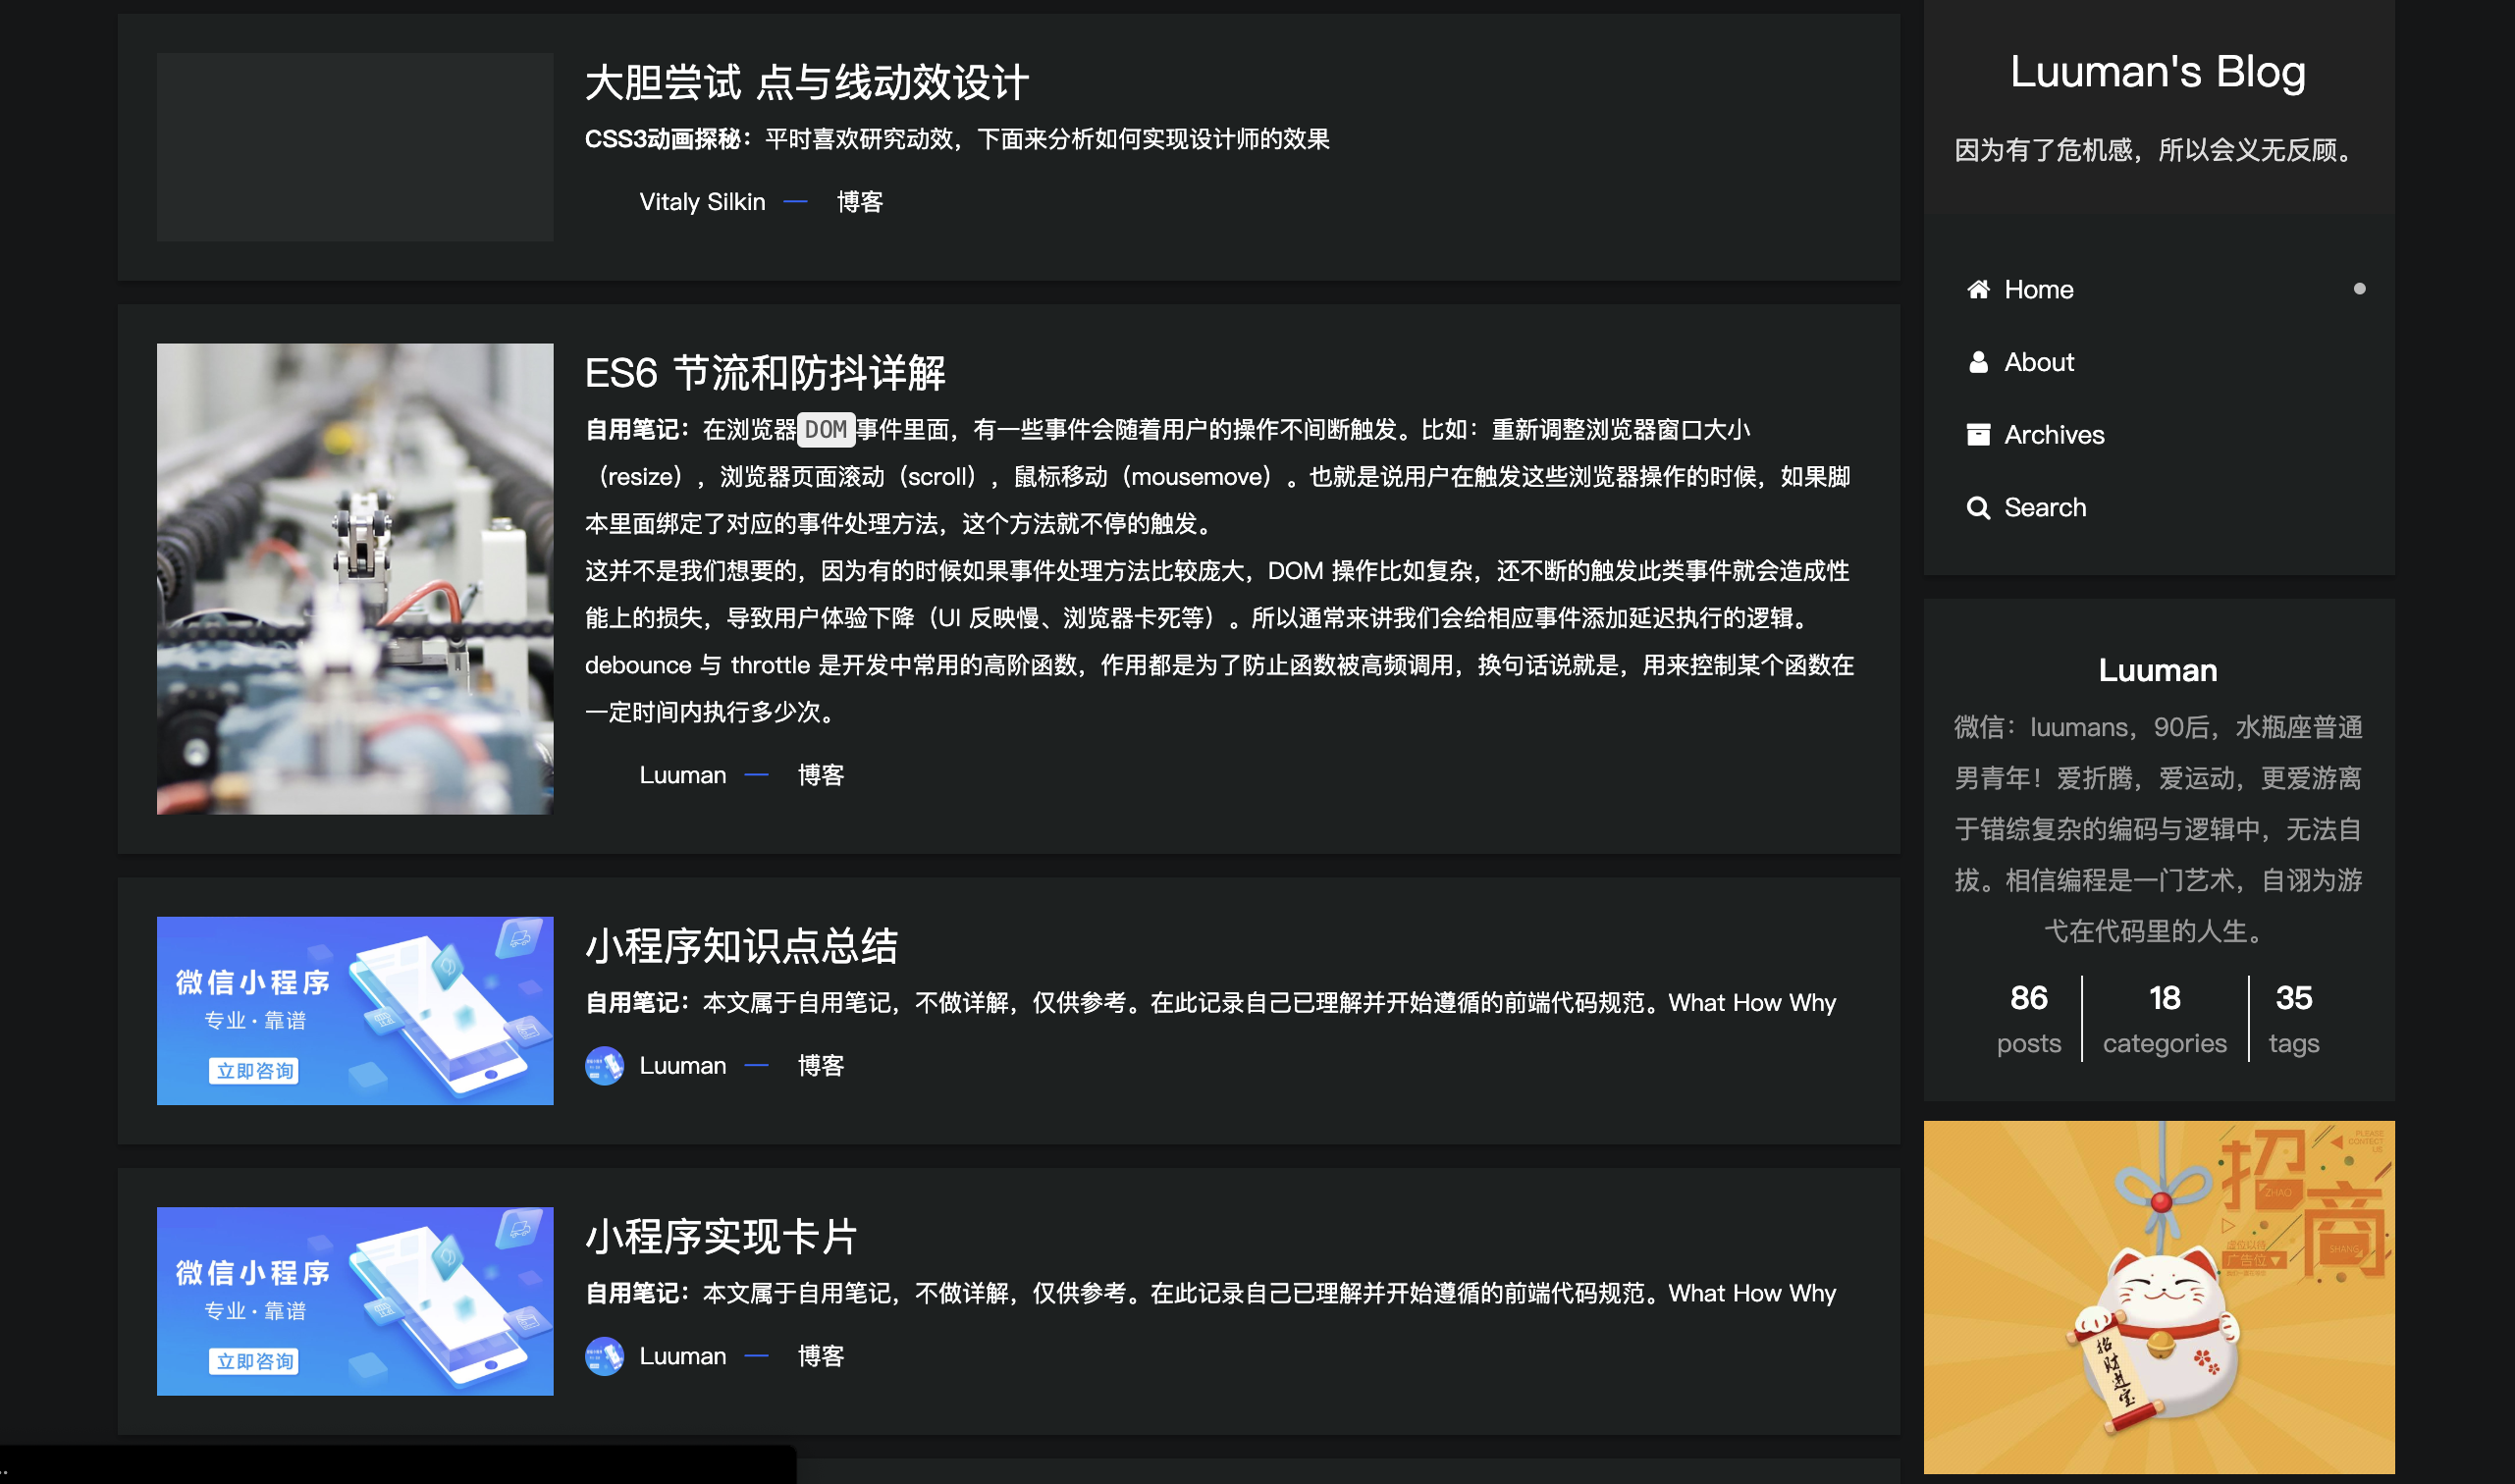 大胆尝试 点与线动效设计
CSS3动画探秘：平时喜欢研究动效，下面来分析如何实现设计师的效果
Vitaly Silkin — 博客
ES6 节流和防抖详解
自用笔记：在浏览器DOM事件里面，有一些事件会随着用户的操作不间断触发。比如：重新调整浏览器窗口大小
（resize），浏览器页面滚动（scroll），鼠标移动（mousemove）。也就是说用户在触发这些浏览器操作的时候，如果脚
本里面绑定了对应的事件处理方法，这个方法就不停的触发。
这并不是我们想要的，因为有的时候如果事件处理方法比较庞大，DOM 操作比如复杂，还不断的触发此类事件就会造成性
能上的损失，导致用户体验下降（UI 反映慢、浏览器卡死等）。所以通常来讲我们会给相应事件添加延迟执行的逻辑。
debounce 与 throttle 是开发中常用的高阶函数，作用都是为了防止函数被高频调用，换句话说就是，用来控制某个函数在
一定时间内执行多少次。
Luuman — 博客
微信小程序
专业·靠谱
立即咨询
小程序知识点总结
自用笔记：本文属于自用笔记，不做详解，仅供参考。在此记录自己已理解并开始遵循的前端代码规范。What How Why
Luuman — 博客
微信小程序
专业·靠谱
立即咨询
小程序实现卡片
自用笔记：本文属于自用笔记，不做详解，仅供参考。在此记录自己已理解并开始遵循的前端代码规范。What How Why
Luuman — 博客
Luuman's Blog
因为有了危机感，所以会义无反顾。
Home
About
Archives
Search
Luuman
微信：luumans，90后，水瓶座普通
男青年！爱折腾，爱运动，更爱游离
于错综复杂的编码与逻辑中，无法自
拔。相信编程是一门艺术，自诩为游
弋在代码里的人生。
86 18 35
posts categories tags
PLEASE
CONTECT
US
招
ZHAO
商
SHANG
虚位以待
广告位
招财进宝